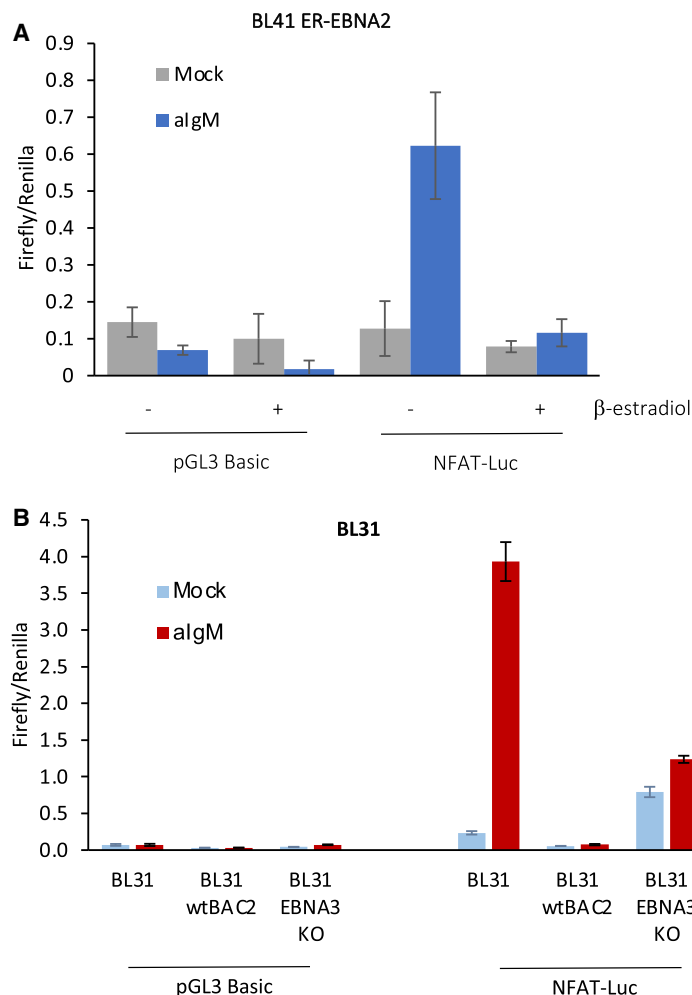 A
BL41 ER-EBNA2
0.9
0.8
0.7
0.6
0.5
0.4
0.3
0.2
0.1
0
Firefly/Renilla
Mock
aIgM
- + - + β-estradiol
pGL3 Basic NFAT-Luc
B
BL31
4.5
4.0
3.5
3.0
2.5
2.0
1.5
1.0
0.5
0.0
Firefly/Renilla
Mock
aIgM
BL31 BL31 BL31 BL31 BL31 BL31
wtBAC2 EBNA3 wtBAC2 EBNA3
KO KO
pGL3 Basic NFAT-Luc